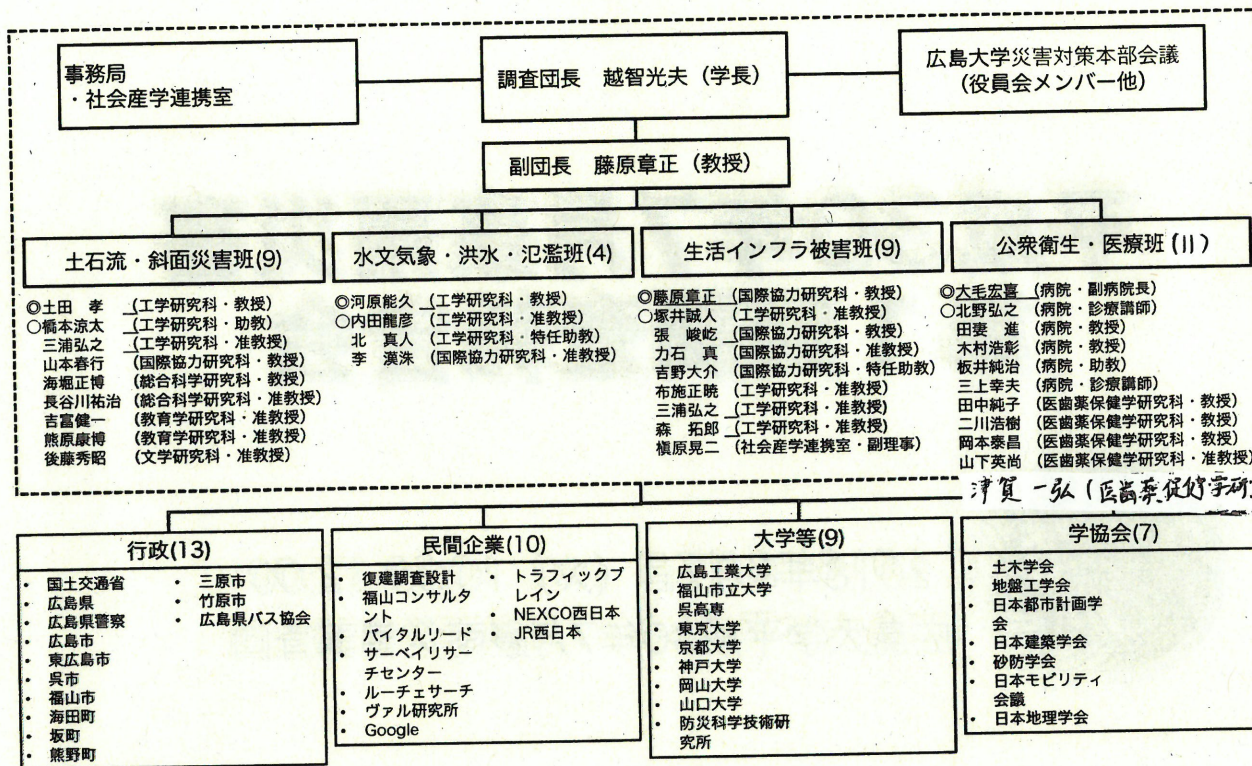 事務局
・社会産学連携室
調査団長 越智光夫(学長)
広島大学災害対策本部会議
(役員会メンバー他)
副団長 藤原章正(教授)
土石流・斜面災害班(9)
◎土田 孝 (工学研究科・教授)
○橋本涼太 (工学研究科・助教)
三浦弘之 (工学研究科・准教授)
山本春行 (国際協力研究科・教授)
海堀正博 (総合科学研究科・教授)
長谷川祐治 (総合科学研究科・准教授)
吉富健一 (教育学研究科・准教授)
熊原康博 (教育学研究科・准教授)
後藤秀昭 (文学研究科・准教授)
水文気象・洪水・氾濫班(4)
◎河原能久 (工学研究科・教授)
○内田龍彦 (工学研究科・准教授)
北 真人 (工学研究科・特任助教)
李 漢洙 (国際協力研究科・准教授)
生活インフラ被害班(9)
◎藤原章正 (国際協力研究科・教授)
○塚井誠人 (工学研究科・准教授)
張 峻屹 (国際協力研究科・教授)
力石 真 (国際協力研究科・准教授)
吉野大介 (国際協力研究科・特任助教)
布施正暁 (工学研究科・准教授)
三浦弘之 (工学研究科・准教授)
森 拓郎 (工学研究科・准教授)
槇原晃二 (社会産学連携室・副理事)
公衆衛生・医療班(11)
◎大毛宏喜 (病院・副病院長)
○北野弘之 (病院・診療講師)
田妻 進 (病院・教授)
木村浩彰 (病院・教授)
板井純治 (病院・助教)
三上幸夫 (病院・診療講師)
田中純子 (医歯薬保健学研究科・教授)
二川浩樹 (医歯薬保健学研究科・教授)
岡本泰昌 (医歯薬保健学研究科・教授)
山下英尚 (医歯薬保健学研究科・准教授)
津賀 一弘(医歯薬保健学研
行政(13)
・ 国土交通省
・ 広島県
・ 広島県警察
・ 広島市
・ 東広島市
・ 呉市
・ 福山市
・ 海田町
・ 坂町
・ 熊野町
・ 三原市
・ 竹原市
・ 広島県バス協会
民間企業(10)
・ 復建調査設計
・ 福山コンサルタ
ント
・ バイタルリード
・ サーベイリサー
チセンター
・ ルーチェサーチ
・ ヴァル研究所
・ Google
・ トラフィックブ
レイン
・ NEXCO西日本
・ JR西日本
大学等(9)
・ 広島工業大学
・ 福山市立大学
・ 呉高専
・ 東京大学
・ 京都大学
・ 神戸大学
・ 岡山大学
・ 山口大学
・ 防災科学技術研
究所
学協会(7)
・ 土木学会
・ 地盤工学会
・ 日本都市計画学
会
・ 日本建築学会
・ 砂防学会
・ 日本モビリティ
会議
・ 日本地理学会